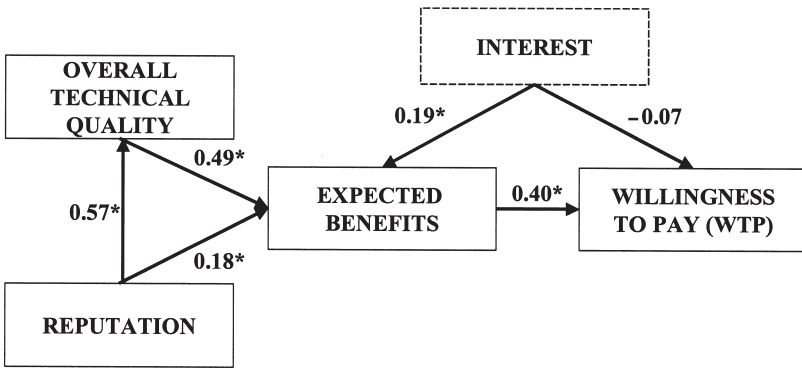 INTEREST
OVERALL
TECHNICAL
QUALITY
0.19*
−0.07
0.49*
EXPECTED
BENEFITS
0.40*
WILLINGNESS
TO PAY (WTP)
0.57*
0.18*
REPUTATION